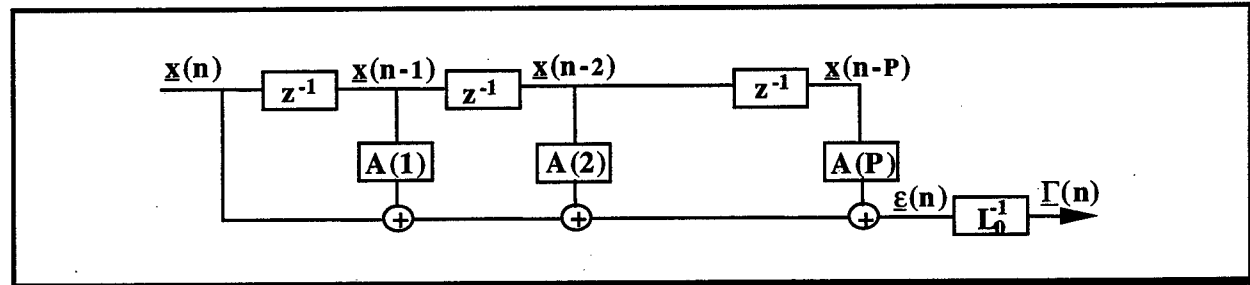 x(n) x(n-1) x(n-2) x(n-P)
z⁻¹ z⁻¹ z⁻¹
A(1) A(2) A(P)
+ + + ε(n) L₀⁻¹ Γ(n)